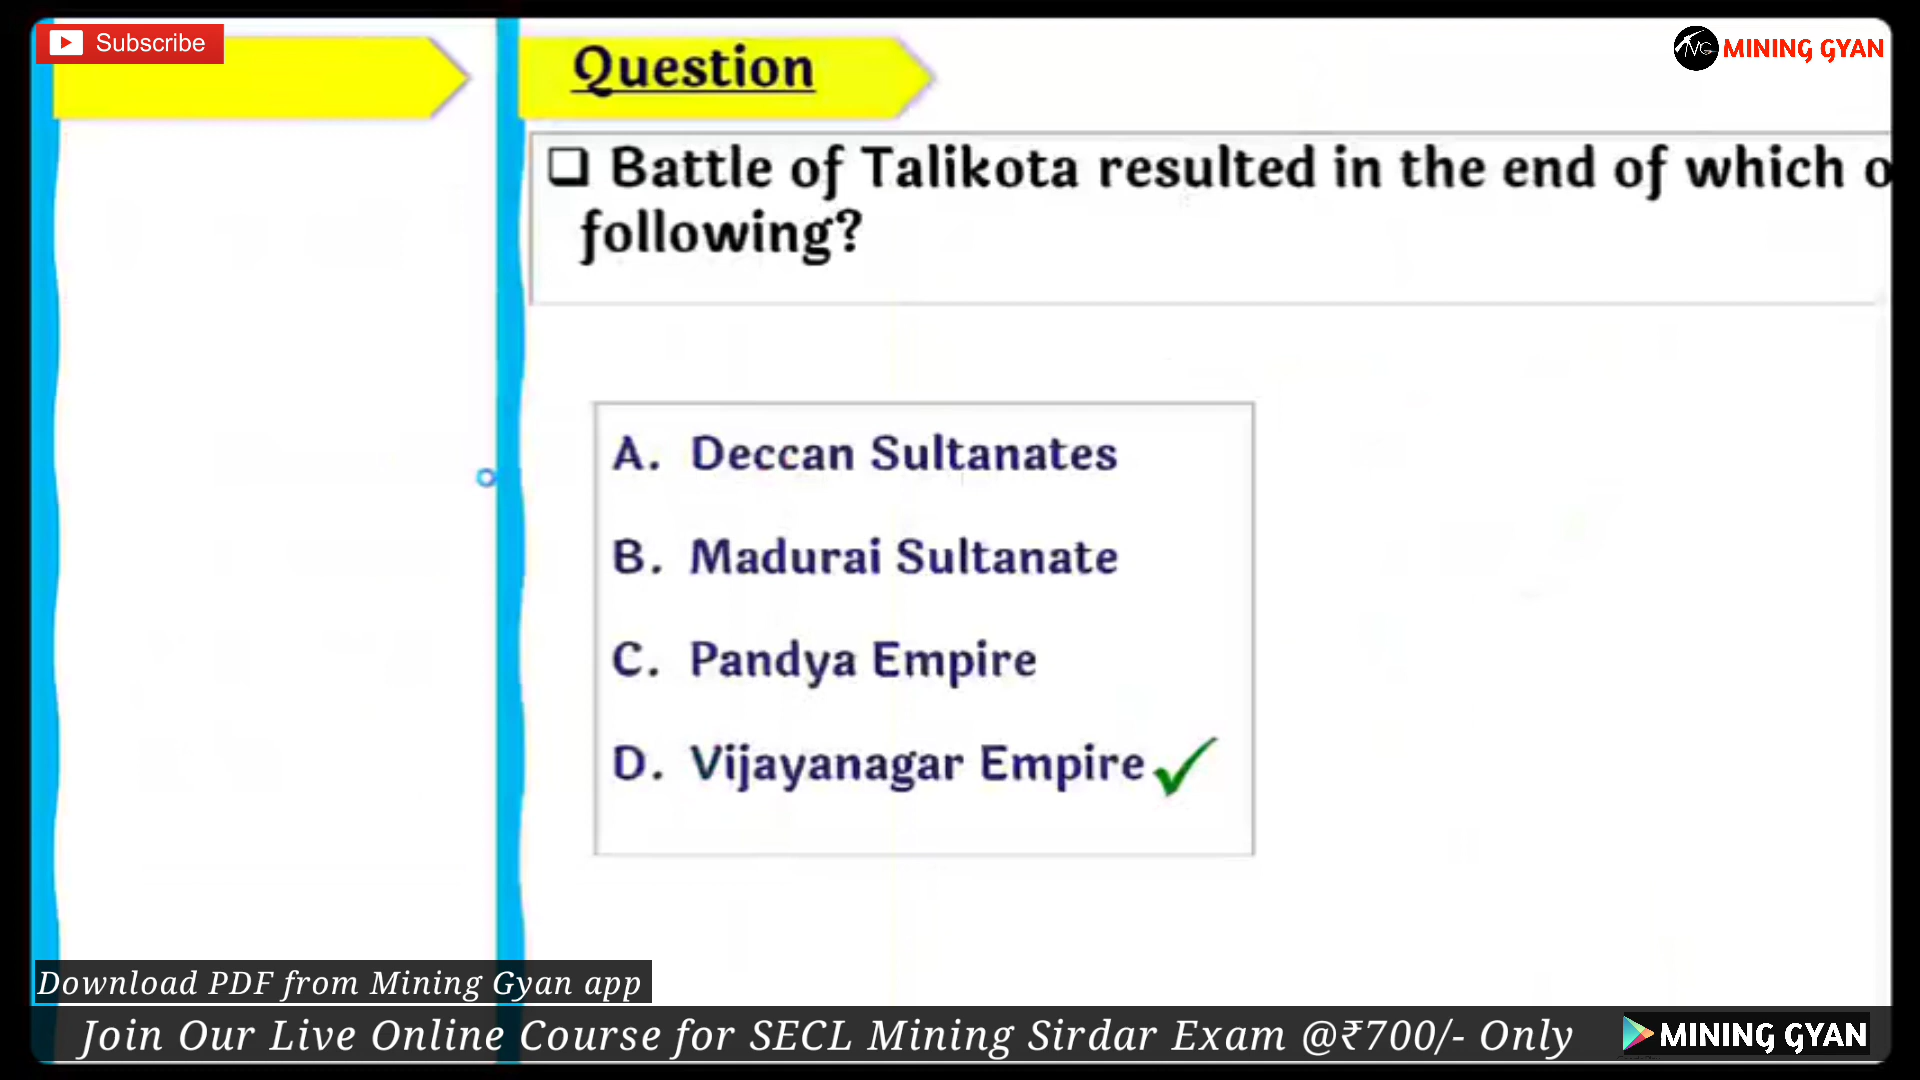 Subscribe
Question
MINING GYAN
❑ Battle of Talikota resulted in the end of which o
following?
A. Deccan Sultanates
B. Madurai Sultanate
C. Pandya Empire
D. Vijayanagar Empire✓
Download PDF from Mining Gyan app
Join Our Live Online Course for SECL Mining Sirdar Exam @₹700/- Only
MINING GYAN